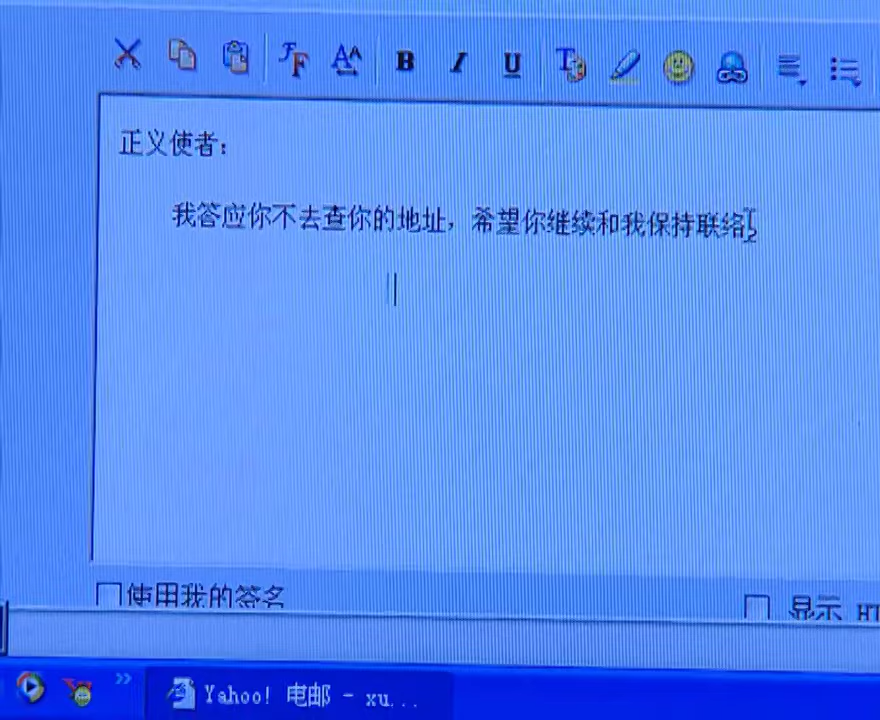 B I U
正义使者：
我答应你不去查你的地址，希望你继续和我保持联络
使用我的签名
显示 HT
Yahoo! 电邮 - xu...